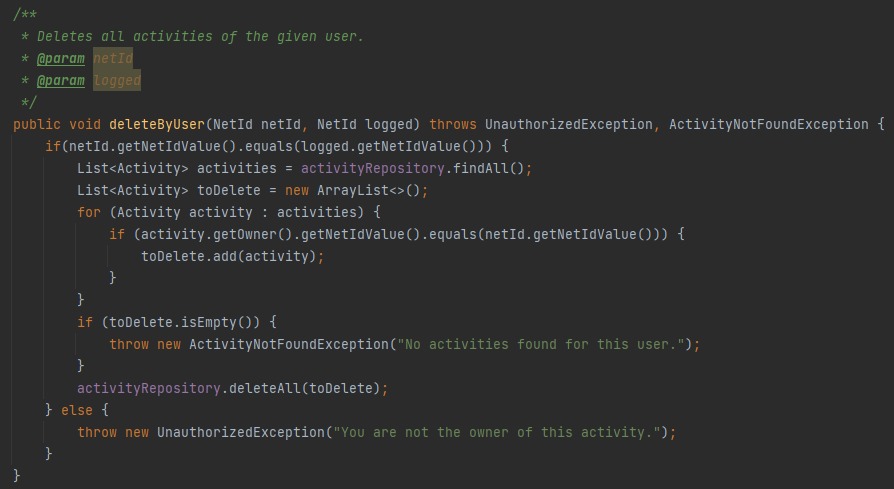 /**
 * Deletes all activities of the given user.
 * @param netId
 * @param logged
 */
public void deleteByUser(NetId netId, NetId logged) throws UnauthorizedException, ActivityNotFoundException {
    if(netId.getNetIdValue().equals(logged.getNetIdValue())) {
        List<Activity> activities = activityRepository.findAll();
        List<Activity> toDelete = new ArrayList<>();
        for (Activity activity : activities) {
            if (activity.getOwner().getNetIdValue().equals(netId.getNetIdValue())) {
                toDelete.add(activity);
            }
        }
        if (toDelete.isEmpty()) {
            throw new ActivityNotFoundException("No activities found for this user.");
        }
        activityRepository.deleteAll(toDelete);
    } else {
        throw new UnauthorizedException("You are not the owner of this activity.");
    }
}